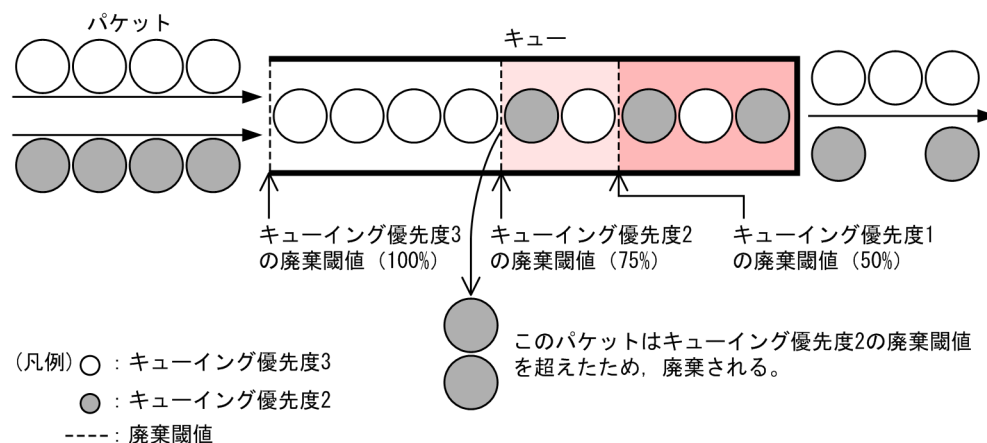 パケット
キュー
キューイング優先度3
の廃棄閾値（100%）
キューイング優先度2
の廃棄閾値（75%）
キューイング優先度1
の廃棄閾値（50%）
このパケットはキューイング優先度2の廃棄閾値
を超えたため，廃棄される。
(凡例) ：キューイング優先度3
：キューイング優先度2
：廃棄閾値